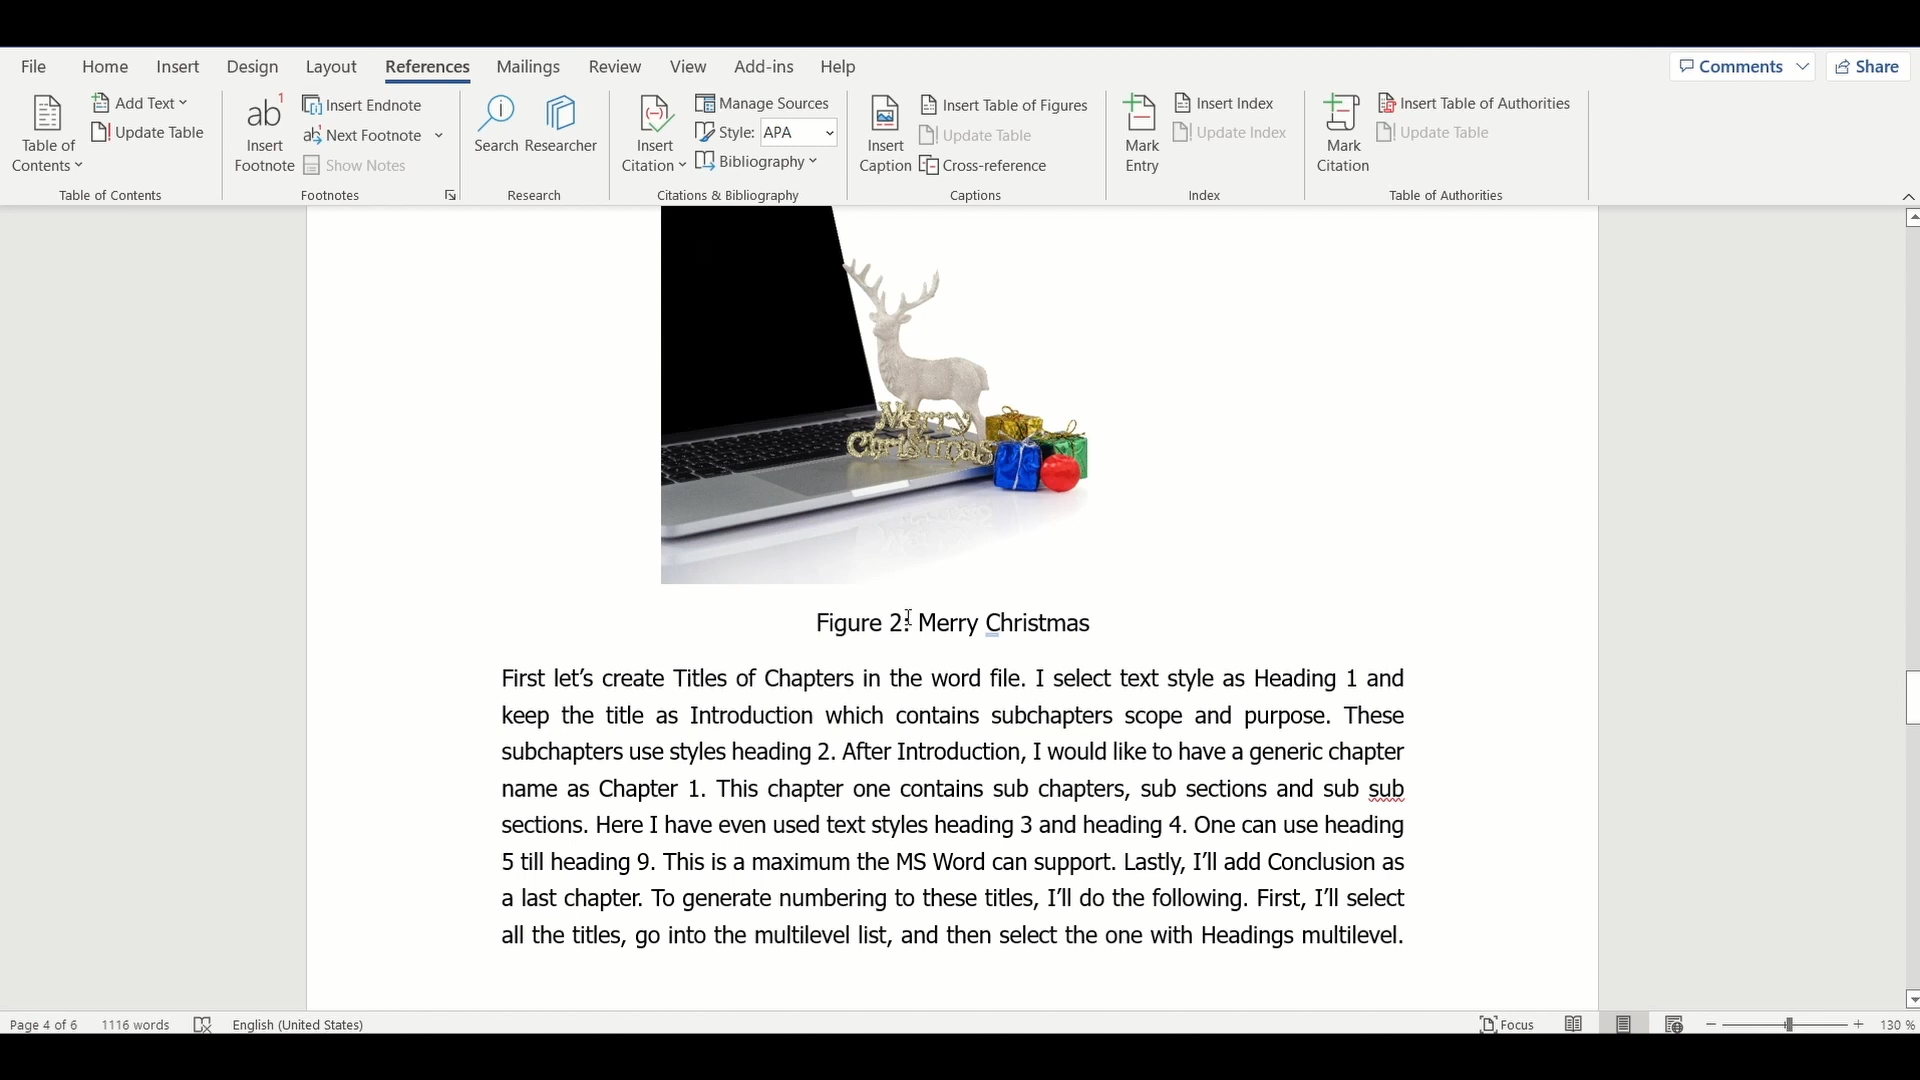 File Home Insert Design Layout References Mailings Review View Add-ins Help Comments Share
Table of Contents
Add Text
Update Table
Table of Contents
ab 1
Insert Footnote
Insert Endnote
ab Next Footnote
Show Notes
Footnotes
Search Researcher
Research
Insert Citation
Manage Sources
Style: APA
Bibliography
Citations & Bibliography
Insert Caption
Insert Table of Figures
Update Table
Cross-reference
Captions
Mark Entry
Insert Index
Update Index
Index
Mark Citation
Insert Table of Authorities
Update Table
Table of Authorities
Merry
Christmas
Figure 2: Merry Christmas
First let’s create Titles of Chapters in the word file. I select text style as Heading 1 and
keep the title as Introduction which contains subchapters scope and purpose. These
subchapters use styles heading 2. After Introduction, I would like to have a generic chapter
name as Chapter 1. This chapter one contains sub chapters, sub sections and sub sub
sections. Here I have even used text styles heading 3 and heading 4. One can use heading
5 till heading 9. This is a maximum the MS Word can support. Lastly, I’ll add Conclusion as
a last chapter. To generate numbering to these titles, I’ll do the following. First, I’ll select
all the titles, go into the multilevel list, and then select the one with Headings multilevel.
Page 4 of 6 1116 words English (United States) Focus 130 %